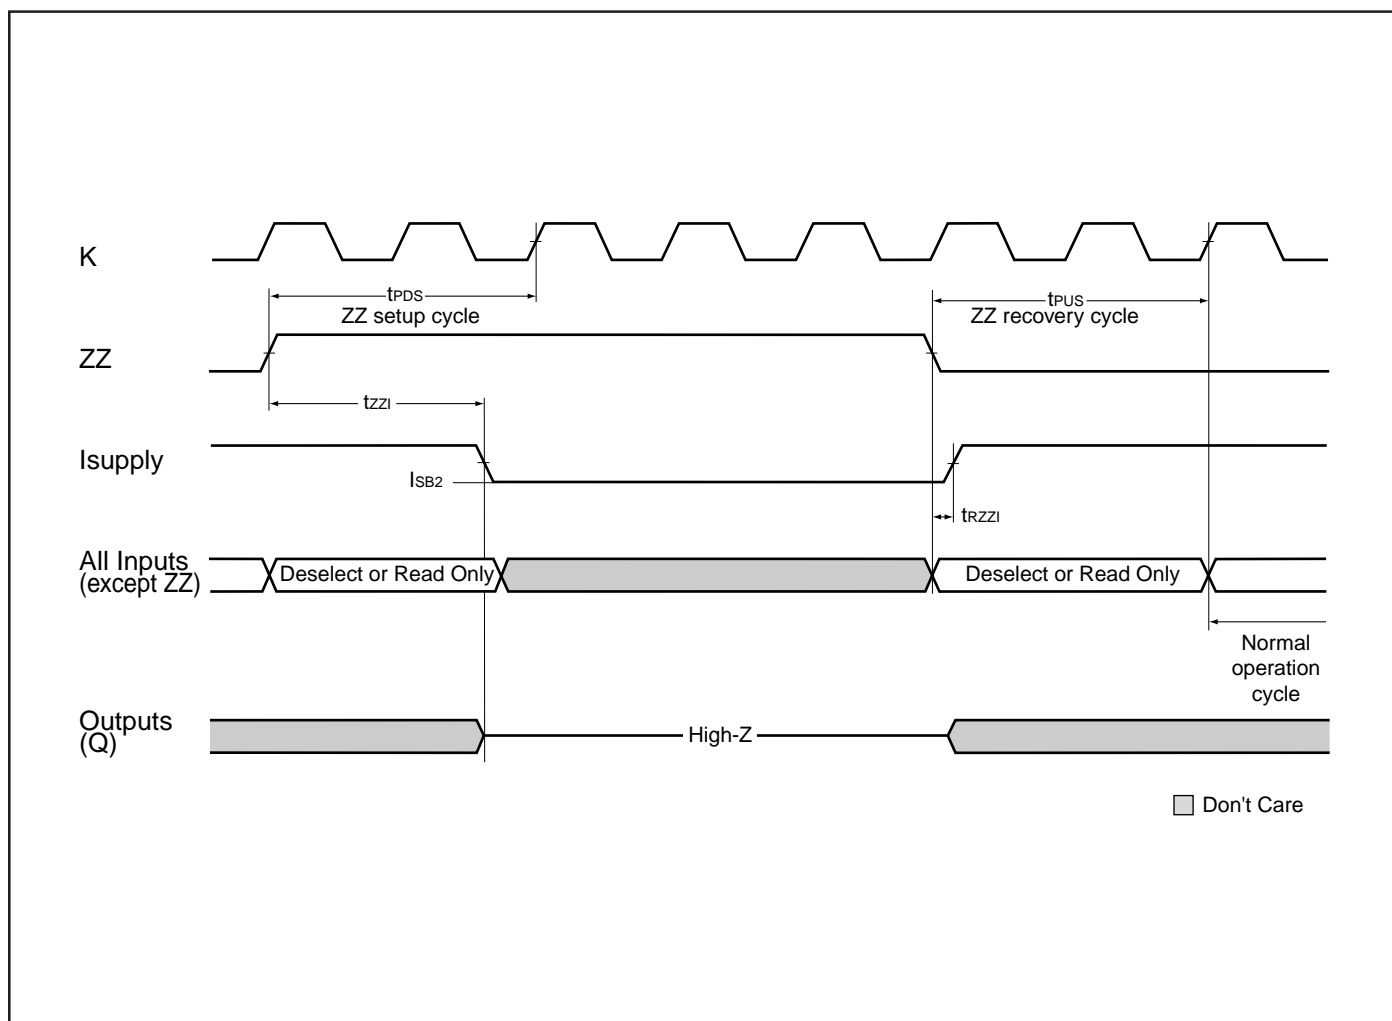 K
tPDS
ZZ setup cycle
tPUS
ZZ recovery cycle
ZZ
tZZI
Isupply
ISB2
tRZZI
All Inputs
(except ZZ)
Deselect or Read Only
Deselect or Read Only
Normal
operation
cycle
Outputs
(Q)
High-Z
Don't Care